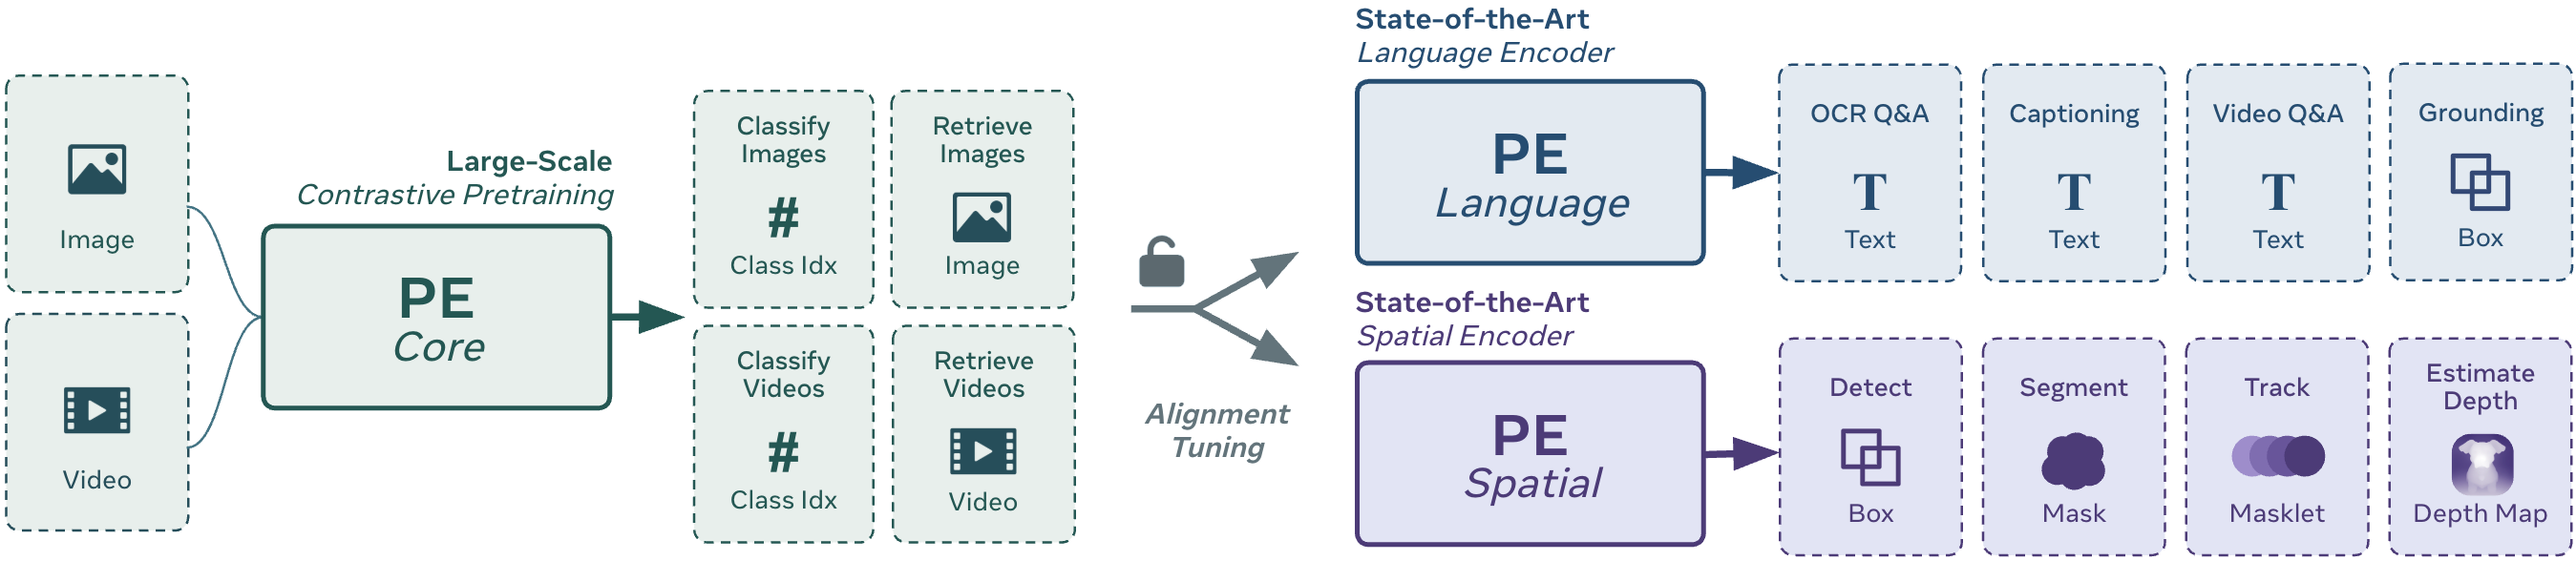 Image
Video
Large-Scale
Contrastive Pretraining
PE
Core
Classify
Images
#
Class Idx
Retrieve
Images
Image
Classify
Videos
#
Class Idx
Retrieve
Videos
Video
Alignment
Tuning
State-of-the-Art
Language Encoder
PE
Language
OCR Q&A
T
Text
Captioning
T
Text
Video Q&A
T
Text
Grounding
Box
State-of-the-Art
Spatial Encoder
PE
Spatial
Detect
Box
Segment
Mask
Track
Masklet
Estimate
Depth
Depth Map